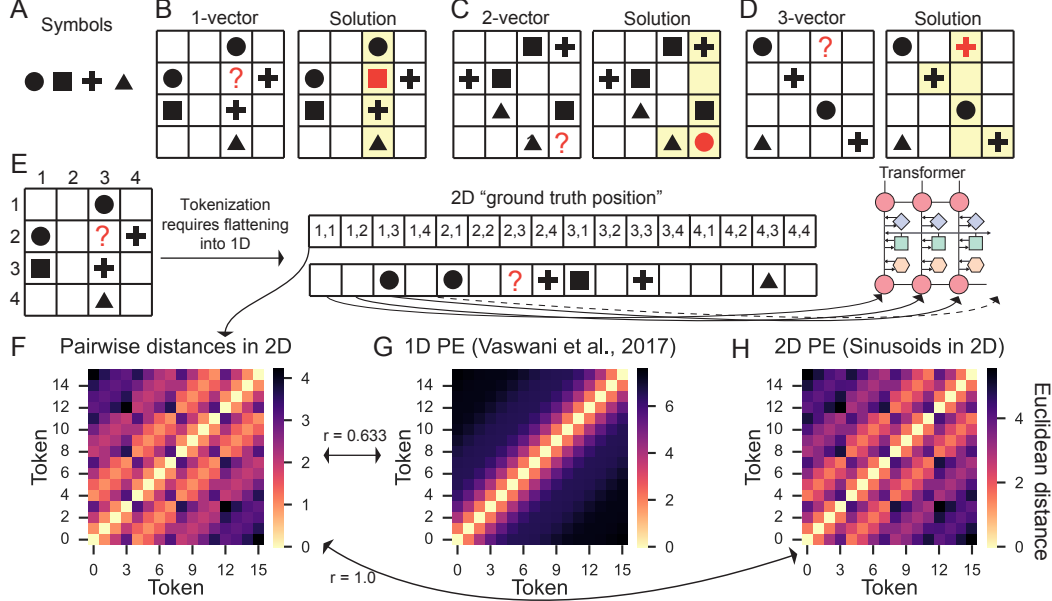 A
Symbols
B
1-vector
Solution
?
C
2-vector
Solution
?
D
3-vector
Solution
?
E
1 2 3 4
1
2
3
4
?
Tokenization
requires flattening
into 1D
2D “ground truth position”
1,1 1,2 1,3 1,4 2,1 2,2 2,3 2,4 3,1 3,2 3,3 3,4 4,1 4,2 4,3 4,4
?
Transformer
F
Pairwise distances in 2D
Token
14
12
10
8
6
4
2
0
0 3 6 9 12 15
Token
4
3
2
1
0
r = 0.633
r = 1.0
G
1D PE (Vaswani et al., 2017)
Token
14
12
10
8
6
4
2
0
0 3 6 9 12 15
Token
6
4
2
0
H
2D PE (Sinusoids in 2D)
Token
14
12
10
8
6
4
2
0
0 3 6 9 12 15
Token
4
2
0
Euclidean distance